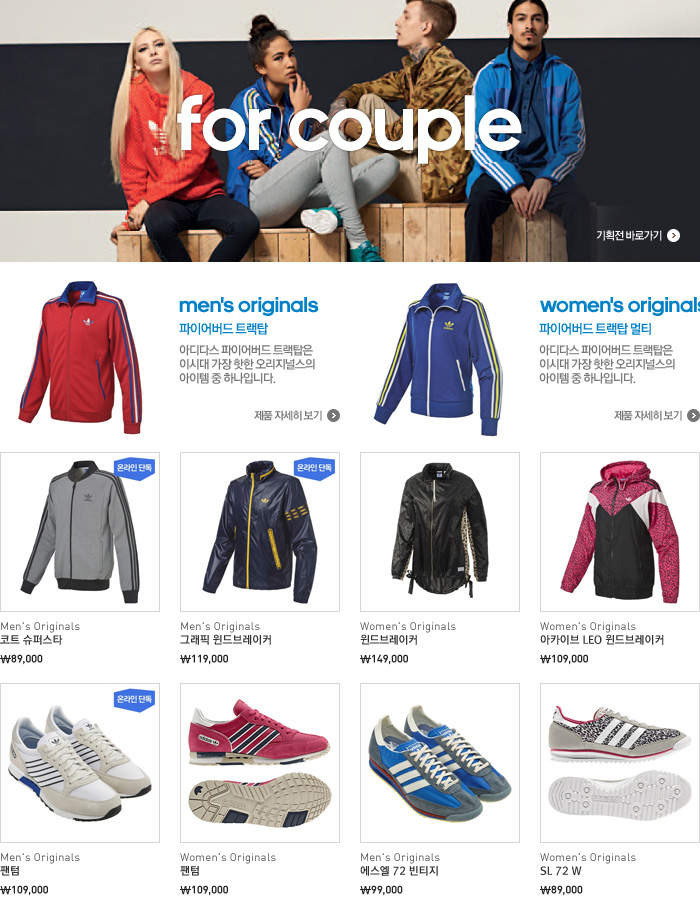 for couple
기획전 바로가기
men's originals
파이어버드 트랙탑
아디다스 파이어버드 트랙탑은
이시대 가장 핫한 오리지널스의
아이템 중 하나입니다.
제품 자세히 보기
women's original
파이어버드 트랙탑 멀티
아디다스 파이어버드 트랙탑은
이시대 가장 핫한 오리지널스의
아이템 중 하나입니다.
제품 자세히 보기
온라인 단독
온라인 단독
Men's Originals
코트 슈퍼스타
₩89,000
Men's Originals
그래픽 윈드브레이커
₩119,000
Women's Originals
윈드브레이커
₩149,000
Women's Originals
아카이브 LEO 윈드브레이커
₩109,000
온라인 단독
Men's Originals
팬텀
₩109,000
Women's Originals
팬텀
₩109,000
Men's Originals
에스엘 72 빈티지
₩99,000
Women's Originals
SL 72 W
₩89,000